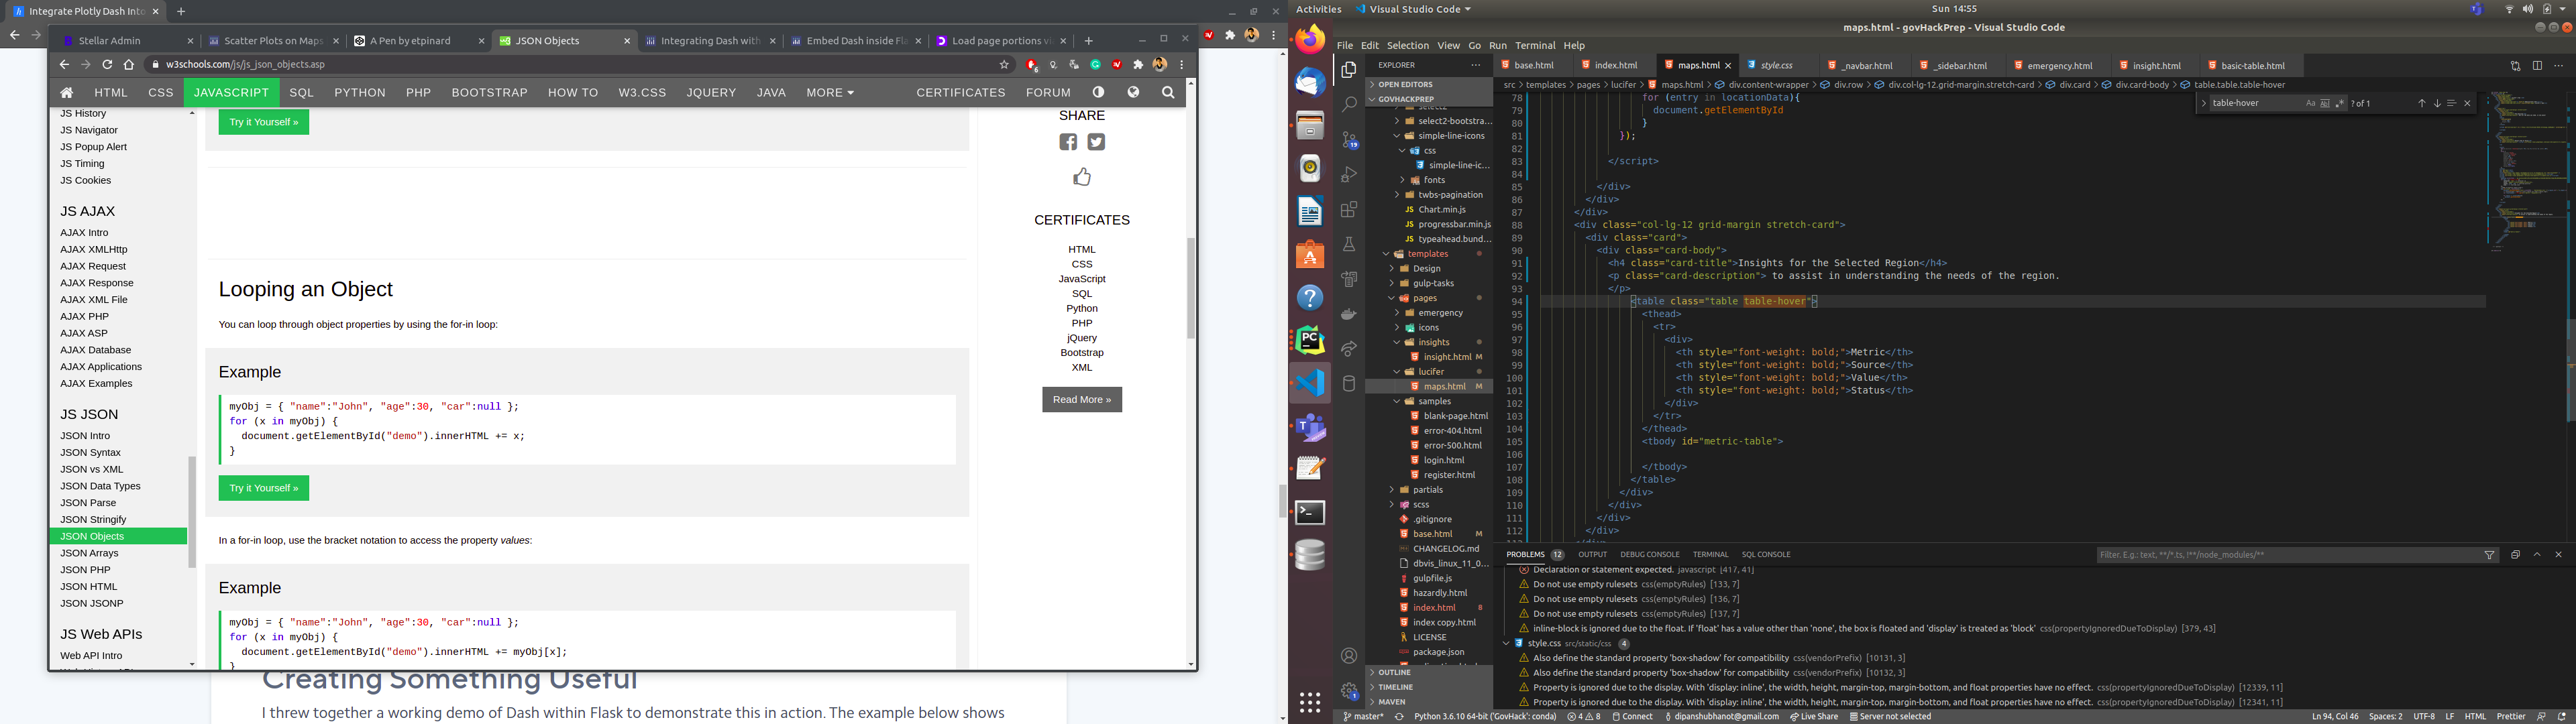 Integrate Plotly Dash Into
Stellar Admin
Scatter Plots on Maps
A Pen by etpinard
JSON Objects
Integrating Dash with
Embed Dash inside Fla
Load page portions vi
w3schools.com/js/js_json_objects.asp
HTML CSS JAVASCRIPT SQL PYTHON PHP BOOTSTRAP HOW TO W3.CSS JQUERY JAVA MORE CERTIFICATES FORUM
JS History
JS Navigator
JS Popup Alert
JS Timing
JS Cookies
JS AJAX
AJAX Intro
AJAX XMLHttp
AJAX Request
AJAX Response
AJAX XML File
AJAX PHP
AJAX ASP
AJAX Database
AJAX Applications
AJAX Examples
JS JSON
JSON Intro
JSON Syntax
JSON vs XML
JSON Data Types
JSON Parse
JSON Stringify
JSON Objects
JSON Arrays
JSON PHP
JSON HTML
JSON JSONP
JS Web APIs
Web API Intro
Try it Yourself »
Looping an Object
You can loop through object properties by using the for-in loop:
Example
myObj = { "name":"John", "age":30, "car":null };
for (x in myObj) {
document.getElementById("demo").innerHTML += x;
}
Try it Yourself »
In a for-in loop, use the bracket notation to access the property values:
Example
myObj = { "name":"John", "age":30, "car":null };
for (x in myObj) {
document.getElementById("demo").innerHTML += myObj[x];
}
SHARE
CERTIFICATES
HTML
CSS
JavaScript
SQL
Python
PHP
jQuery
Bootstrap
XML
Read More »
Creating Something Useful
I threw together a working demo of Dash within Flask to demonstrate this in action. The example below shows
Activities Visual Studio Code Sun 14:55
maps.html - govHackPrep - Visual Studio Code
File Edit Selection View Go Run Terminal Help
EXPLORER
OPEN EDITORS
GOVHACKPREP
select2
select2-bootstra...
simple-line-icons
css
simple-line-ic...
fonts
twbs-pagination
Chart.min.js
progressbar.min.js
typeahead.bund...
templates
Design
gulp-tasks
pages
emergency
icons
insights
insight.html M
lucifer
maps.html M
samples
blank-page.html
error-404.html
error-500.html
login.html
register.html
partials
scss
.gitignore
base.html M
CHANGELOG.md
dbvis_linux_11_0...
gulpfile.js
hazardly.html
index.html 8
index copy.html
LICENSE
package.json
OUTLINE
TIMELINE
MAVEN
base.html index.html maps.html style.css _navbar.html _sidebar.html emergency.html insight.html basic-table.html
src > templates > pages > lucifer > maps.html > div.content-wrapper > div.row > div.col-lg-12.grid-margin.stretch-card > div.card > div.card-body > table.table.table-hover
table-hover ? of 1
78 for (entry in locationData){
79 document.getElementById
80 }
81 });
82
83 </script>
84
85 </div>
86 </div>
87 </div>
88 <div class="col-lg-12 grid-margin stretch-card">
89 <div class="card">
90 <div class="card-body">
91 <h4 class="card-title">Insights for the Selected Region</h4>
92 <p class="card-description"> to assist in understanding the needs of the region.
93 </p>
94 <table class="table table-hover">
95 <thead>
96 <tr>
97 <div>
98 <th style="font-weight: bold;">Metric</th>
99 <th style="font-weight: bold;">Source</th>
100 <th style="font-weight: bold;">Value</th>
101 <th style="font-weight: bold;">Status</th>
102 </div>
103 </tr>
104 </thead>
105 <tbody id="metric-table">
106
107 </tbody>
108 </table>
109 </div>
110 </div>
111 </div>
112 </div>
PROBLEMS 12 OUTPUT DEBUG CONSOLE TERMINAL SQL CONSOLE
Filter. E.g.: text, **/*.ts, !**/node_modules/**
Declaration or statement expected. javascript [417, 41]
Do not use empty rulesets css(emptyRules) [133, 7]
Do not use empty rulesets css(emptyRules) [136, 7]
Do not use empty rulesets css(emptyRules) [137, 7]
inline-block is ignored due to the float. If 'float' has a value other than 'none', the box is floated and 'display' is treated as 'block' css(propertyIgnoredDueToDisplay) [379, 43]
style.css src/static/css 4
Also define the standard property 'box-shadow' for compatibility css(vendorPrefix) [10131, 3]
Also define the standard property 'box-shadow' for compatibility css(vendorPrefix) [10132, 3]
Property is ignored due to the display. With 'display: inline', the width, height, margin-top, margin-bottom, and float properties have no effect. css(propertyIgnoredDueToDisplay) [12339, 11]
Property is ignored due to the display. With 'display: inline', the width, height, margin-top, margin-bottom, and float properties have no effect. css(propertyIgnoredDueToDisplay) [12341, 11]
master* Python 3.6.10 64-bit ('GovHack': conda) 4 8 Connect dipanshubhanot@gmail.com Live Share Server not selected Ln 94, Col 46 Spaces: 2 UTF-8 LF HTML Prettier